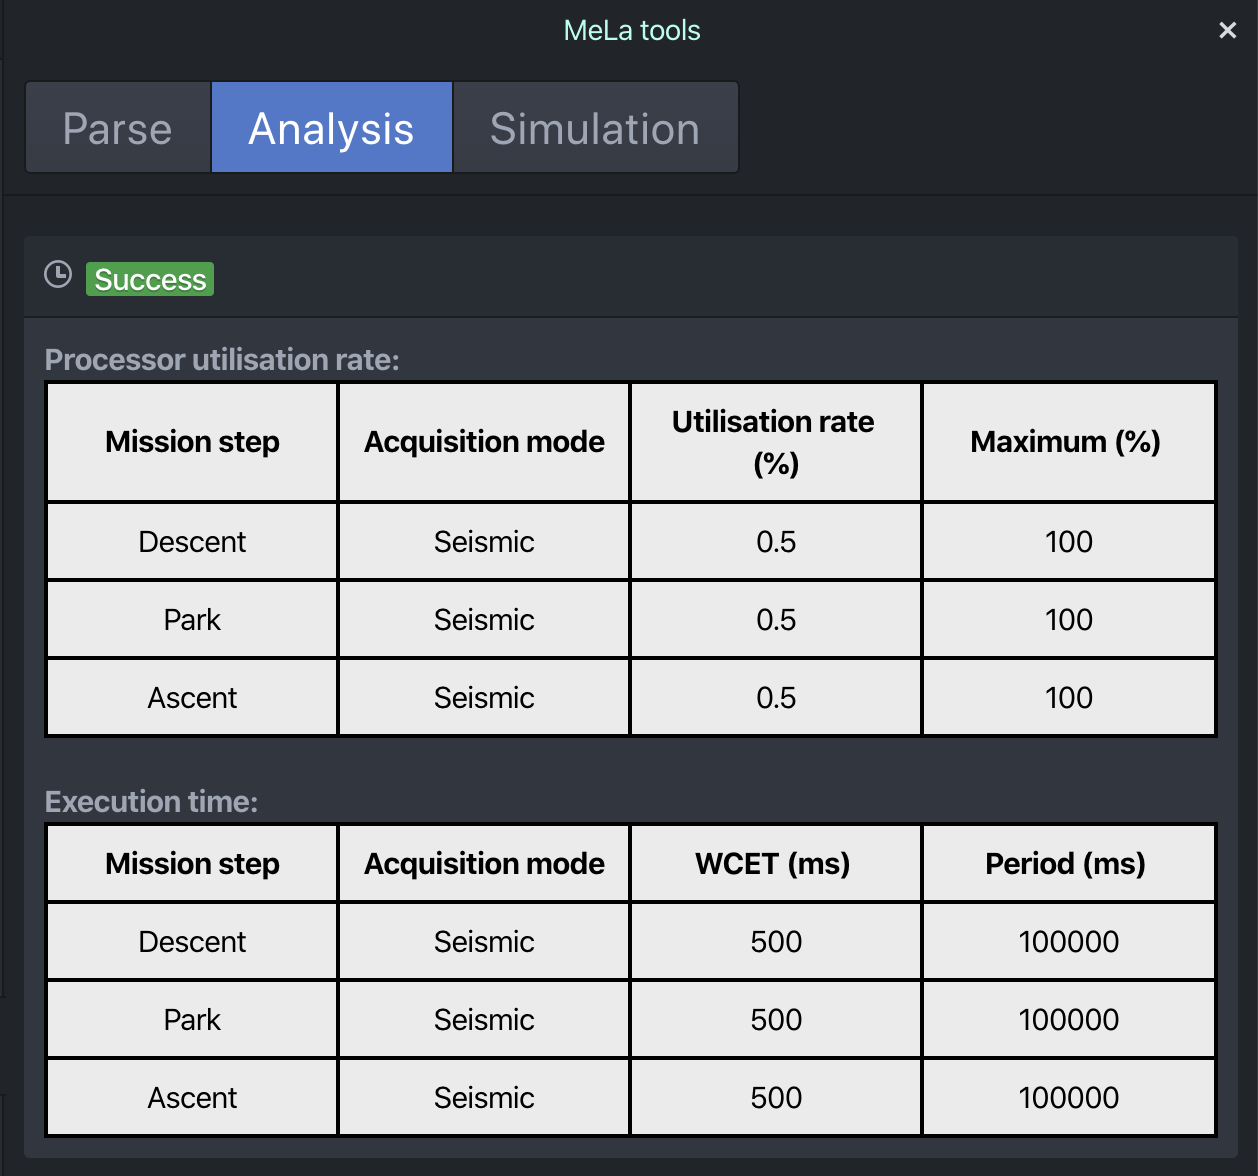 MeLa tools
Parse Analysis Simulation
Success
Processor utilisation rate:
Mission step Acquisition mode Utilisation rate (%) Maximum (%)
Descent Seismic 0.5 100
Park Seismic 0.5 100
Ascent Seismic 0.5 100
Execution time:
Mission step Acquisition mode WCET (ms) Period (ms)
Descent Seismic 500 100000
Park Seismic 500 100000
Ascent Seismic 500 100000